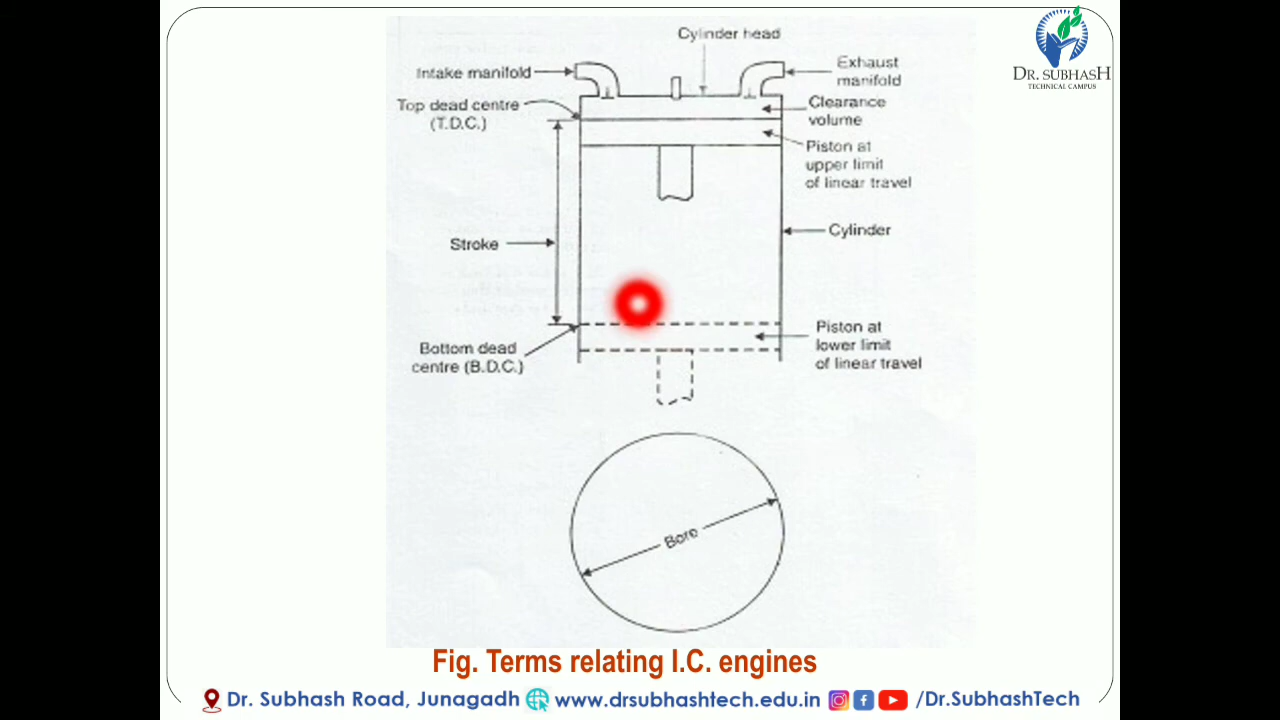 Cylinder head
Intake manifold
Exhaust
manifold
Top dead centre
(T.D.C.)
Clearance
volume
Piston at
upper limit
of linear travel
Cylinder
Stroke
Piston at
lower limit
of linear travel
Bottom dead
centre (B.D.C.)
Bore
Fig. Terms relating I.C. engines
DR. SUBHASH
TECHNICAL CAMPUS
Dr. Subhash Road, Junagadh www.drsubhashtech.edu.in /Dr.SubhashTech